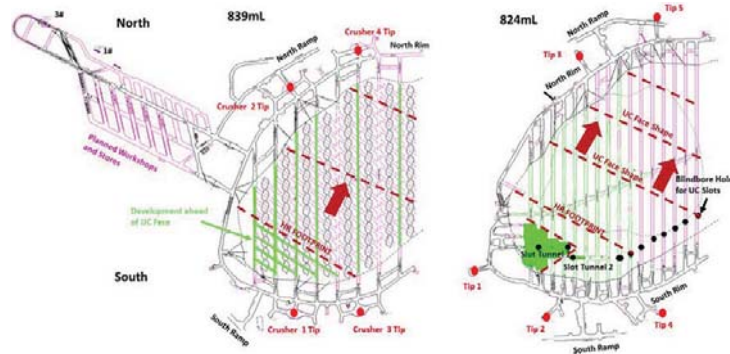 3#
North
1#
Planned Workshops
and Stores
South
839mL
North Ramp
Crusher 4 Tip
North Rim
Crusher 2 Tip
Development ahead
of UC Face
HR FOOTPRINT
South Ramp
Crusher 1 Tip
Crusher 3 Tip
824mL
Tip 5
North Ramp
Tip 3
North Rim
UC Face Shape
UC Face Shape
Blindbore Hole
for UC Slots
HR FOOTPRINT
Slot Tunnel
Slot Tunnel 2
Tip 1
Tip 2
Tip 4
South Rim
South Ramp